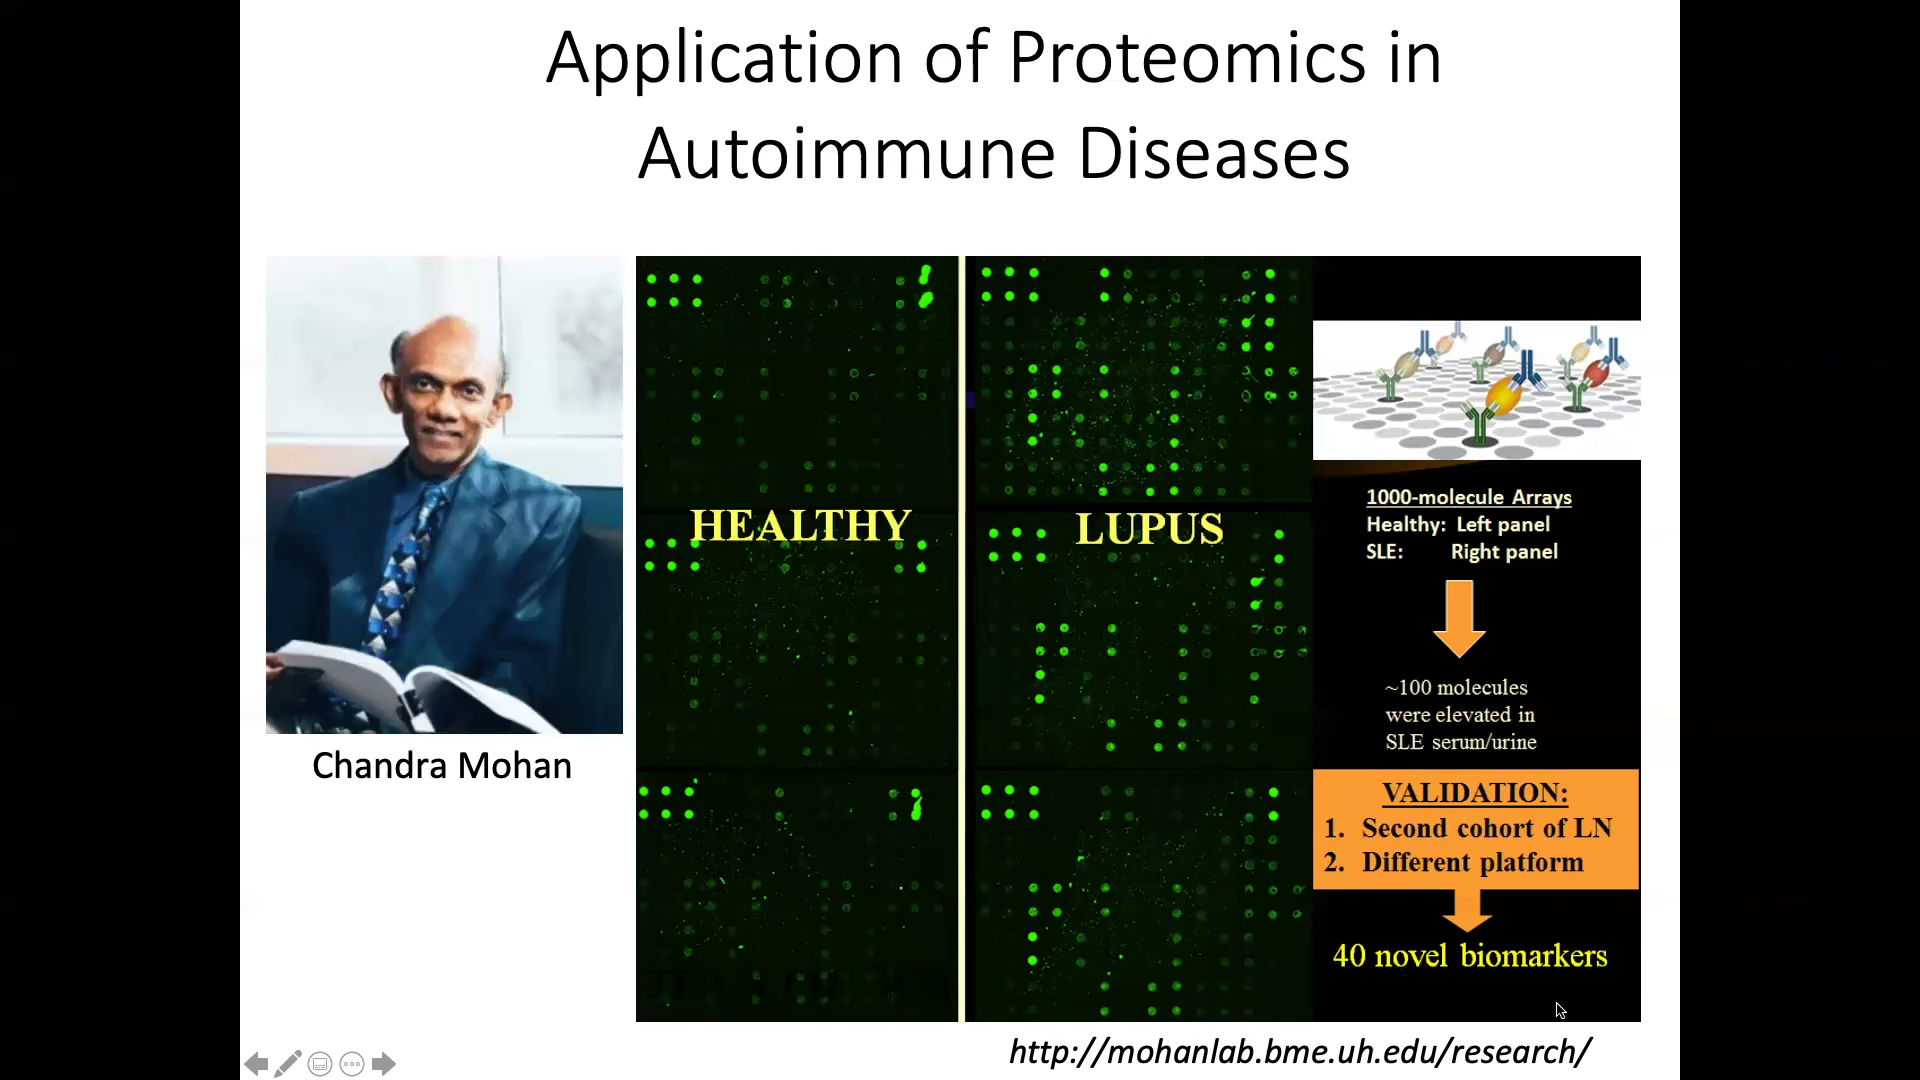 Application of Proteomics in
Autoimmune Diseases
Chandra Mohan
HEALTHY
LUPUS
1000-molecule Arrays
Healthy: Left panel
SLE: Right panel
~100 molecules
were elevated in
SLE serum/urine
VALIDATION:
1. Second cohort of LN
2. Different platform
40 novel biomarkers
http://mohanlab.bme.uh.edu/research/